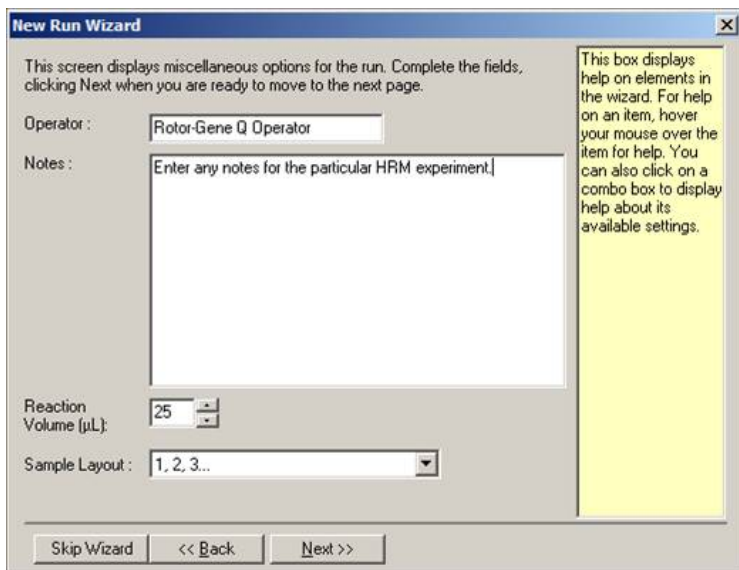 New Run Wizard
This screen displays miscellaneous options for the run. Complete the fields,
clicking Next when you are ready to move to the next page.
Operator :
Rotor-Gene Q Operator
Notes :
Enter any notes for the particular HRM experiment.
Reaction
Volume (µL):
25
Sample Layout :
1, 2, 3...
Skip Wizard
<< Back
Next >>
This box displays
help on elements in
the wizard. For help
on an item, hover
your mouse over the
item for help. You
can also click on a
combo box to display
help about its
available settings.